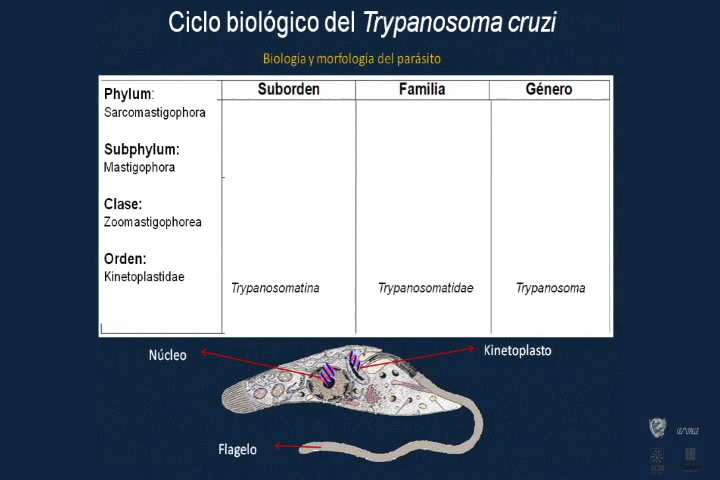 Ciclo biológico del Trypanosoma cruzi
Biología y morfología del parásito
Phylum:
Sarcomastigophora
Subphylum:
Mastigophora
Clase:
Zoomastigophorea
Orden:
Kinetoplastidae
Suborden
Familia
Género
Trypanosomatina
Trypanosomatidae
Trypanosoma
Núcleo
Kinetoplasto
Flagelo